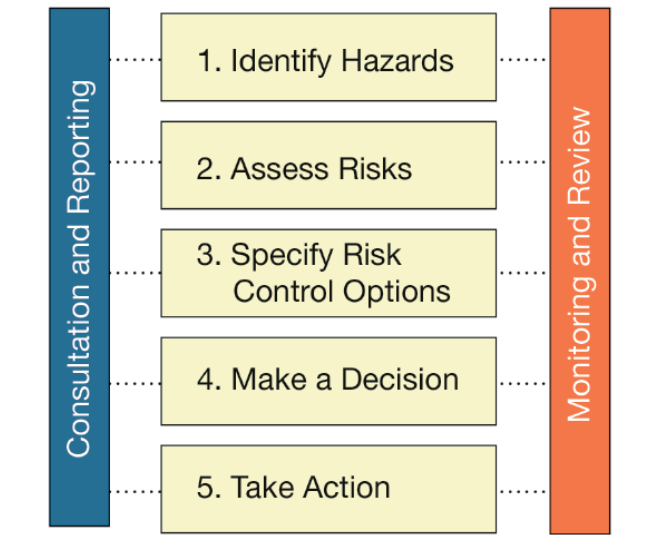 Consultation and Reporting
1. Identify Hazards
2. Assess Risks
3. Specify Risk
Control Options
4. Make a Decision
5. Take Action
Monitoring and Review